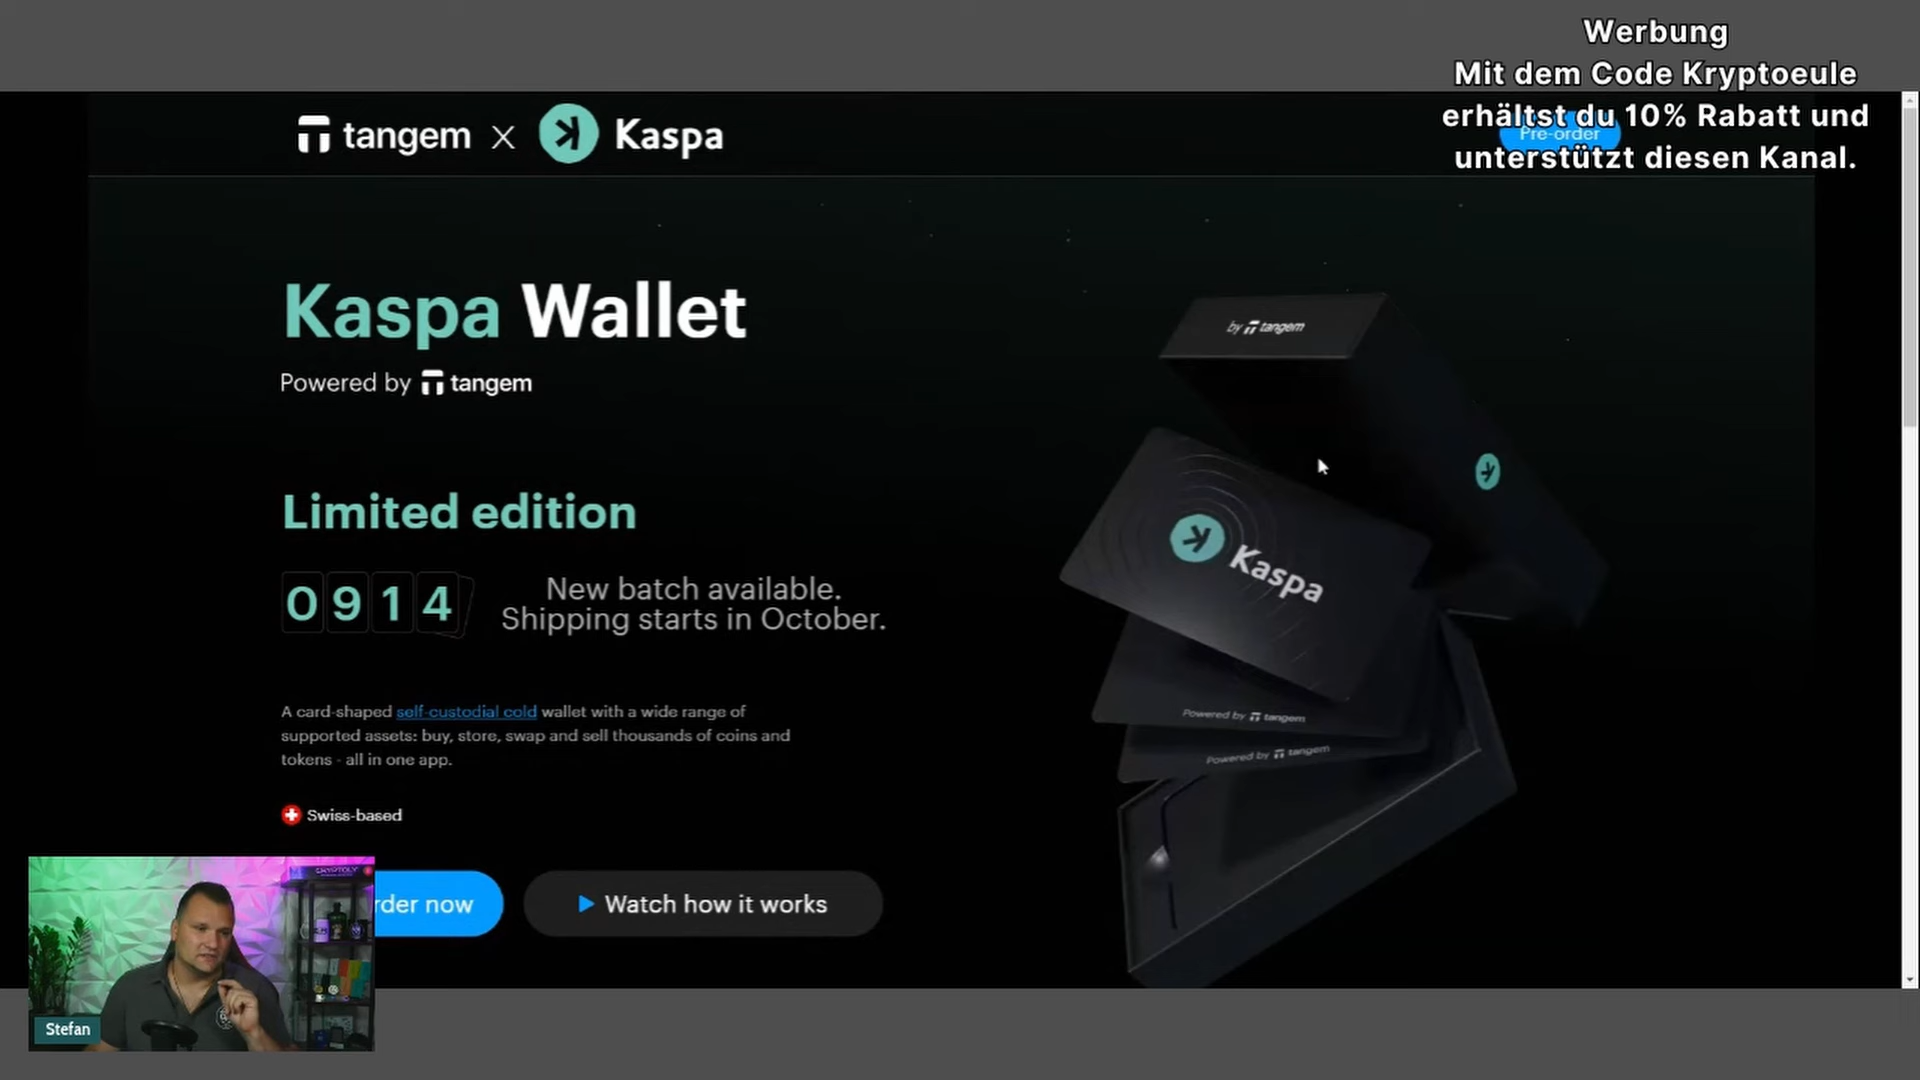 Werbung
Mit dem Code Kryptoeule
erhältst du 10% Rabatt und
unterstützt diesen Kanal.
Pre-order
tangem X Kaspa
Kaspa Wallet
Powered by tangem
Limited edition
0914
New batch available.
Shipping starts in October.
A card-shaped self-custodial cold wallet with a wide range of
supported assets: buy, store, swap and sell thousands of coins and
tokens - all in one app.
Swiss-based
rder now
Watch how it works
by tangem
Kaspa
Powered by tangem
Powered by tangem
Stefan